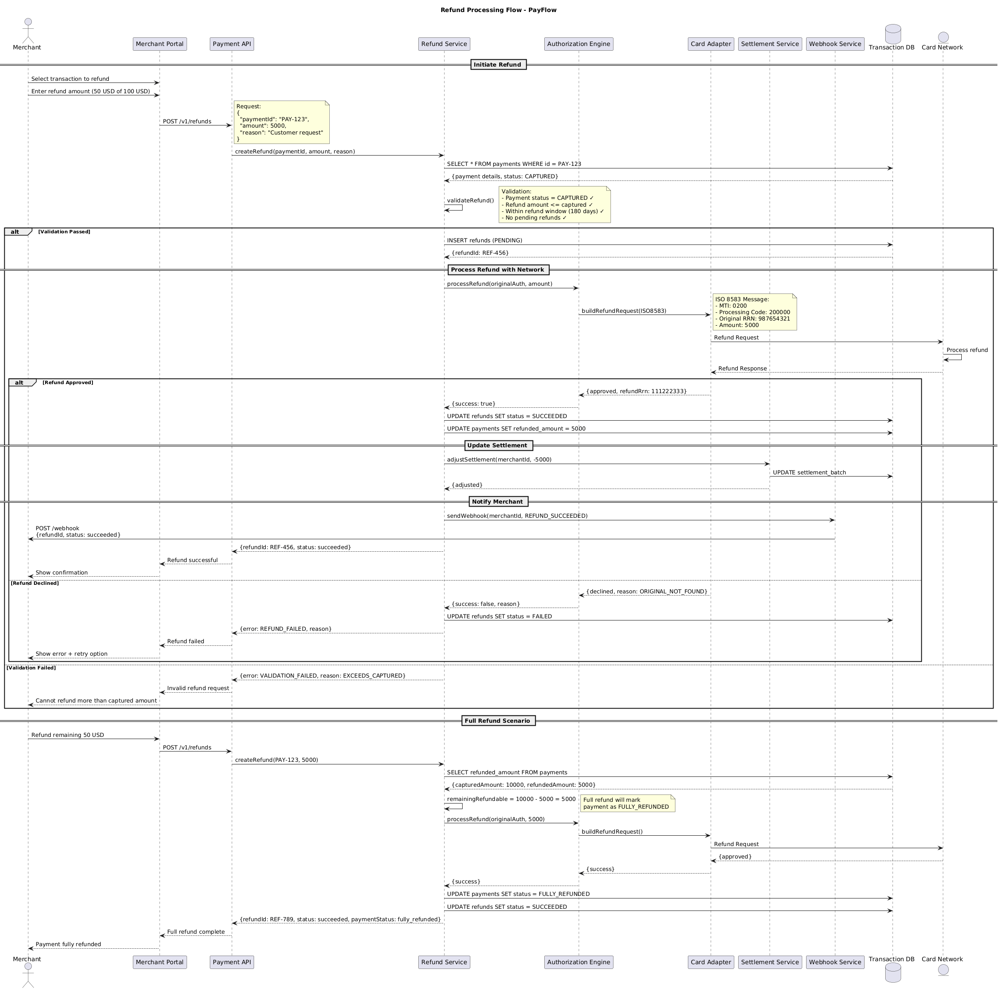 Refund Processing Flow - PayFlow
Merchant
Merchant Portal
Payment API
Refund Service
Authorization Engine
Card Adapter
Settlement Service
Webhook Service
Transaction DB
Card Network
Initiate Refund
Select transaction to refund
Enter refund amount (50 USD of 100 USD)
POST /v1/refunds
Request:
{
"paymentId": "PAY-123",
"amount": 5000,
"reason": "Customer request"
}
createRefund(paymentId, amount, reason)
SELECT * FROM payments WHERE id = PAY-123
{payment details, status: CAPTURED}
validateRefund()
Validation:
- Payment status = CAPTURED ✓
- Refund amount <= captured ✓
- Within refund window (180 days) ✓
- No pending refunds ✓
alt [Validation Passed]
INSERT refunds (PENDING)
{refundId: REF-456}
Process Refund with Network
processRefund(originalAuth, amount)
buildRefundRequest(ISO8583)
ISO 8583 Message:
- MTI: 0200
- Processing Code: 200000
- Original RRN: 987654321
- Amount: 5000
Refund Request
Process refund
Refund Response
alt [Refund Approved]
{approved, refundRrn: 111222333}
{success: true}
UPDATE refunds SET status = SUCCEEDED
UPDATE payments SET refunded_amount = 5000
Update Settlement
adjustSettlement(merchantId, -5000)
UPDATE settlement_batch
{adjusted}
Notify Merchant
sendWebhook(merchantId, REFUND_SUCCEEDED)
POST /webhook
{refundId, status: succeeded}
{refundId: REF-456, status: succeeded}
Refund successful
Show confirmation
[Refund Declined]
{declined, reason: ORIGINAL_NOT_FOUND}
{success: false, reason}
UPDATE refunds SET status = FAILED
{error: REFUND_FAILED, reason}
Refund failed
Show error + retry option
[Validation Failed]
{error: VALIDATION_FAILED, reason: EXCEEDS_CAPTURED}
Invalid refund request
Cannot refund more than captured amount
Full Refund Scenario
Refund remaining 50 USD
POST /v1/refunds
createRefund(PAY-123, 5000)
SELECT refunded_amount FROM payments
{capturedAmount: 10000, refundedAmount: 5000}
remainingRefundable = 10000 - 5000 = 5000
Full refund will mark
payment as FULLY_REFUNDED
processRefund(originalAuth, 5000)
buildRefundRequest()
Refund Request
{approved}
{success}
{success}
UPDATE payments SET status = FULLY_REFUNDED
UPDATE refunds SET status = SUCCEEDED
{refundId: REF-789, status: succeeded, paymentStatus: fully_refunded}
Full refund complete
Payment fully refunded
Merchant
Merchant Portal
Payment API
Refund Service
Authorization Engine
Card Adapter
Settlement Service
Webhook Service
Transaction DB
Card Network